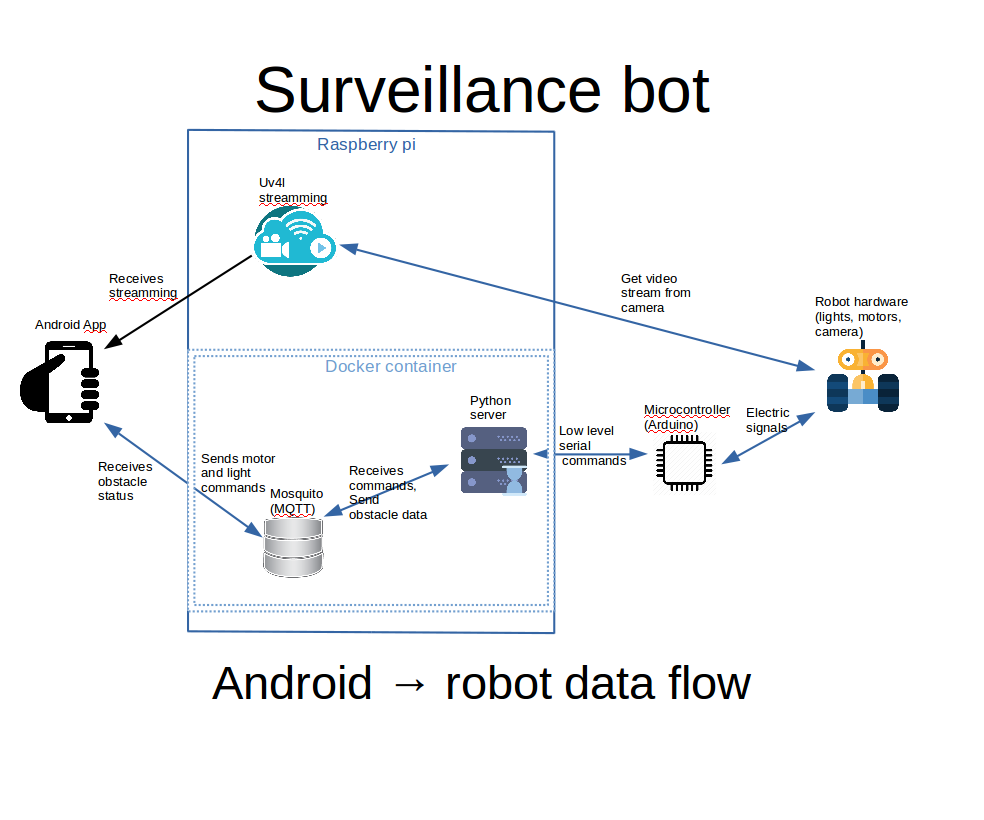 Surveillance bot
Raspberry pi
Uv4l
streamming
Receives
streamming
Get video
stream from
camera
Robot hardware
(lights, motors,
camera)
Android App
Docker container
Python
server
Microcontroller
(Arduino)
Electric
signals
Low level
serial
commands
Receives
obstacle
status
Sends motor
and light
commands
Mosquito
(MQTT)
Receives
commands,
Send
obstacle data
Android → robot data flow